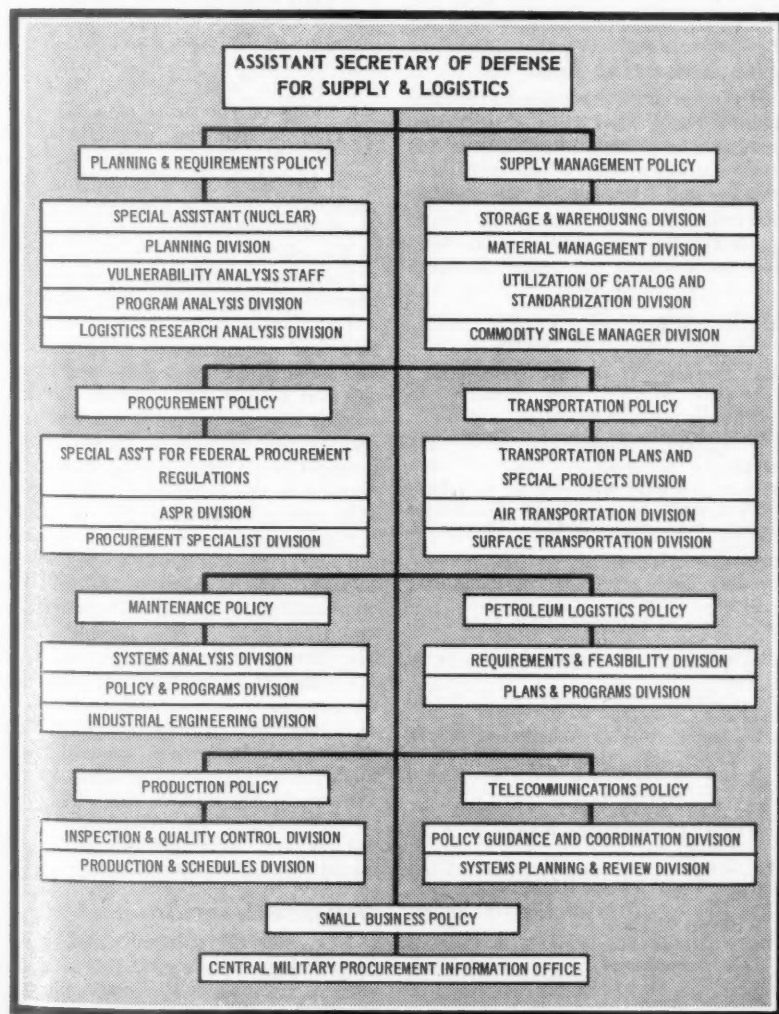 ASSISTANT SECRETARY OF DEFENSE
FOR SUPPLY & LOGISTICS
PLANNING & REQUIREMENTS POLICY
SPECIAL ASSISTANT (NUCLEAR)
PLANNING DIVISION
VULNERABILITY ANALYSIS STAFF
PROGRAM ANALYSIS DIVISION
LOGISTICS RESEARCH ANALYSIS DIVISION
SUPPLY MANAGEMENT POLICY
STORAGE & WAREHOUSING DIVISION
MATERIAL MANAGEMENT DIVISION
UTILIZATION OF CATALOG AND
STANDARDIZATION DIVISION
COMMODITY SINGLE MANAGER DIVISION
PROCUREMENT POLICY
SPECIAL ASS'T FOR FEDERAL PROCUREMENT
REGULATIONS
ASPR DIVISION
PROCUREMENT SPECIALIST DIVISION
TRANSPORTATION POLICY
TRANSPORTATION PLANS AND
SPECIAL PROJECTS DIVISION
AIR TRANSPORTATION DIVISION
SURFACE TRANSPORTATION DIVISION
MAINTENANCE POLICY
SYSTEMS ANALYSIS DIVISION
POLICY & PROGRAMS DIVISION
INDUSTRIAL ENGINEERING DIVISION
PETROLEUM LOGISTICS POLICY
REQUIREMENTS & FEASIBILITY DIVISION
PLANS & PROGRAMS DIVISION
PRODUCTION POLICY
INSPECTION & QUALITY CONTROL DIVISION
PRODUCTION & SCHEDULES DIVISION
TELECOMMUNICATIONS POLICY
POLICY GUIDANCE AND COORDINATION DIVISION
SYSTEMS PLANNING & REVIEW DIVISION
SMALL BUSINESS POLICY
CENTRAL MILITARY PROCUREMENT INFORMATION OFFICE